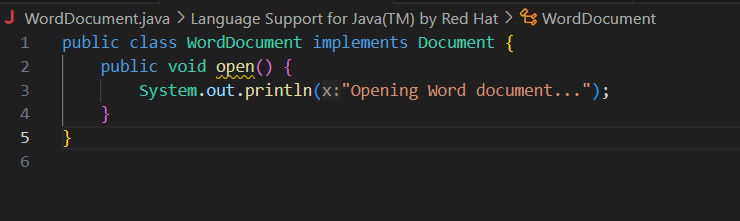 J WordDocument.java > Language Support for Java(TM) by Red Hat > WordDocument
1 public class WordDocument implements Document {
2     public void open() {
3         System.out.println(x:"Opening Word document...");
4     }
5 }
6